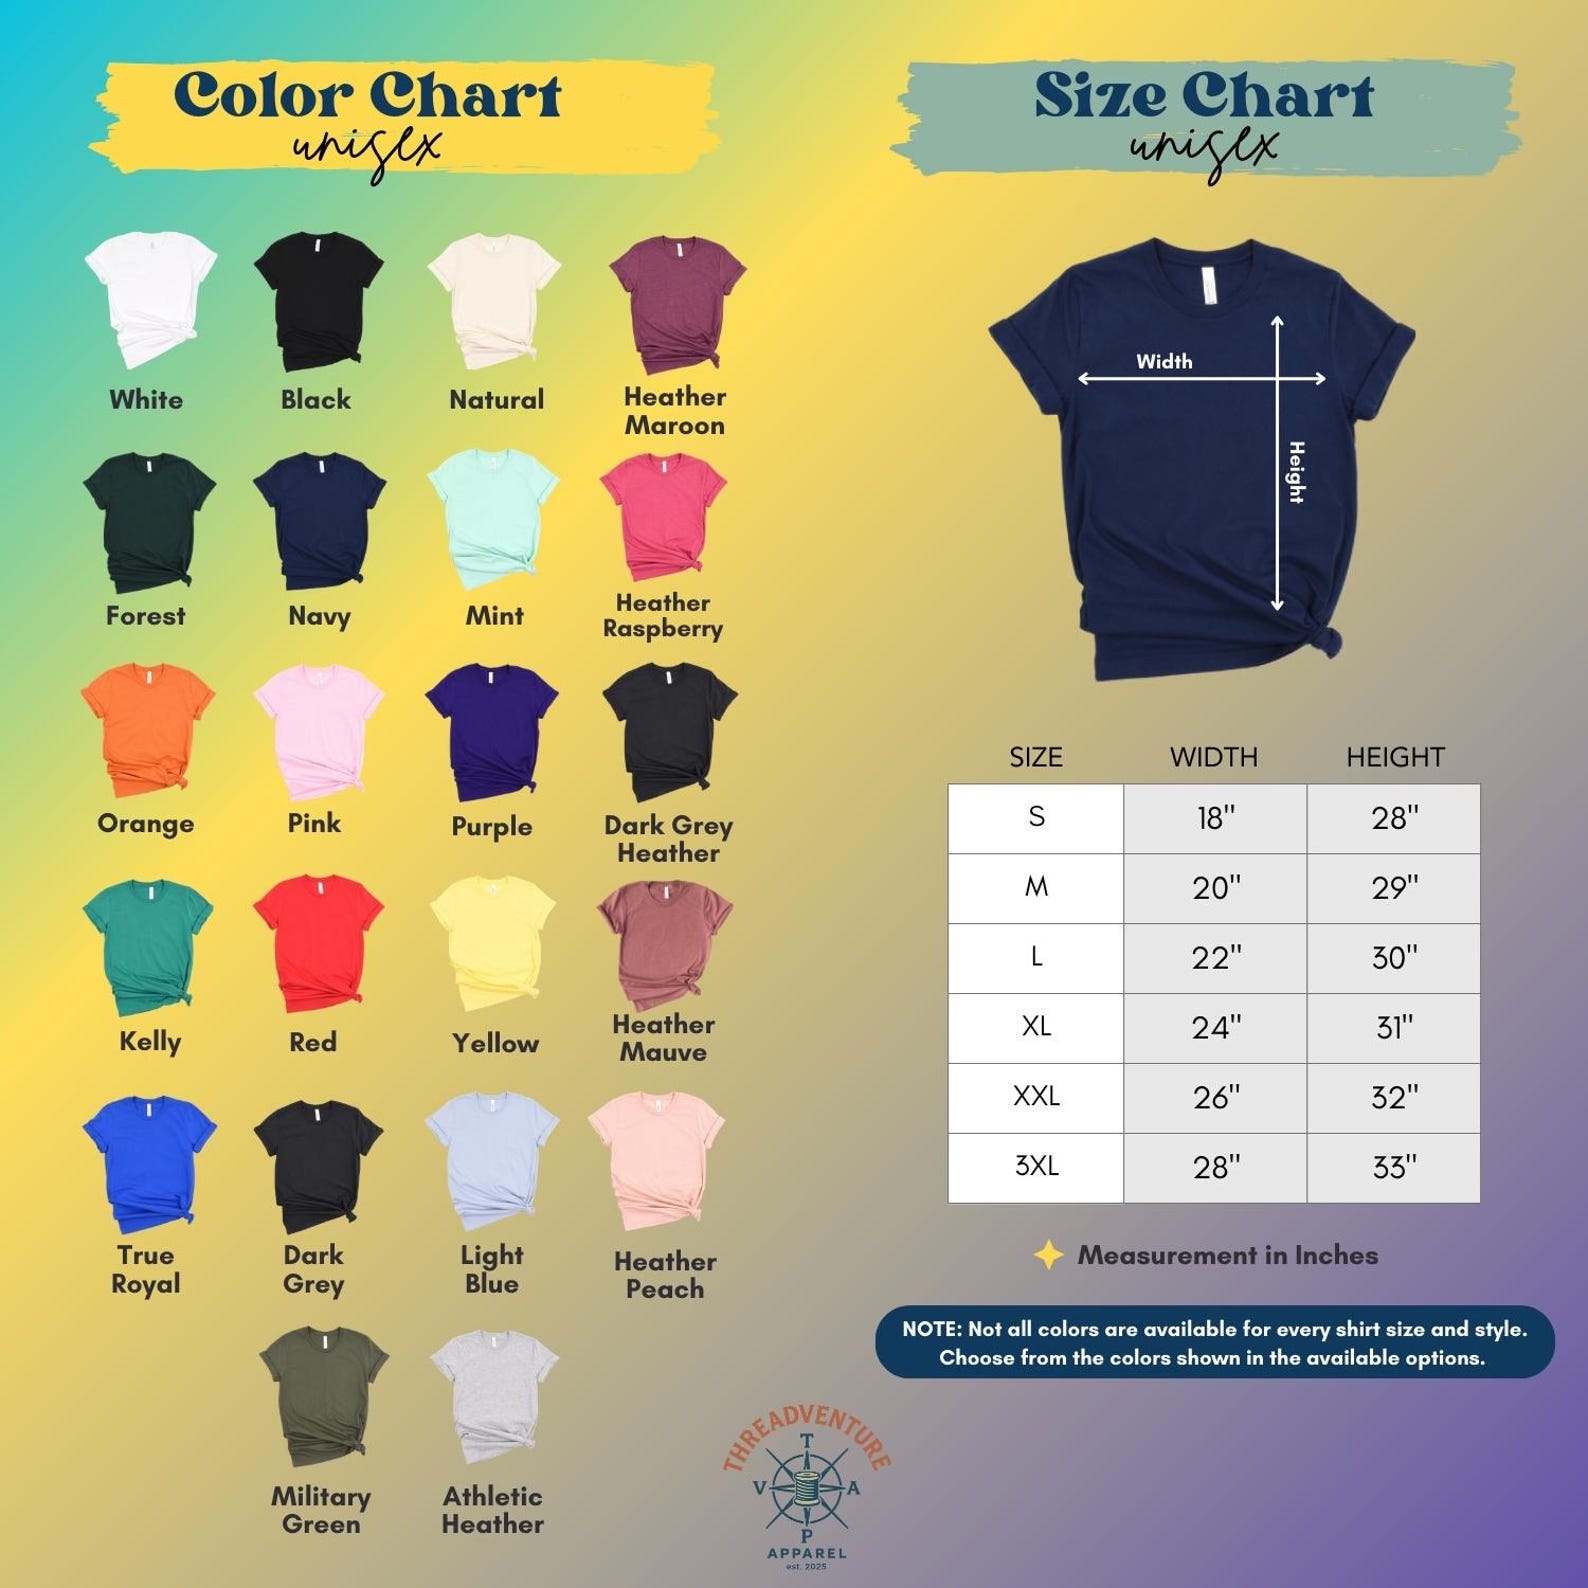 Color Chart
unisex
White
Black
Natural
Heather
Maroon
Forest
Navy
Mint
Heather
Raspberry
Orange
Pink
Purple
Dark Grey
Heather
Kelly
Red
Yellow
Heather
Mauve
True
Royal
Dark
Grey
Light
Blue
Heather
Peach
Military
Green
Athletic
Heather
Size Chart
unisex
Width
Height
SIZE WIDTH HEIGHT
S 18" 28"
M 20" 29"
L 22" 30"
XL 24" 31"
XXL 26" 32"
3XL 28" 33"
Measurement in Inches
NOTE: Not all colors are available for every shirt size and style.
Choose from the colors shown in the available options.
THREADVENTURE
T
V A
P
APPAREL
est. 2025